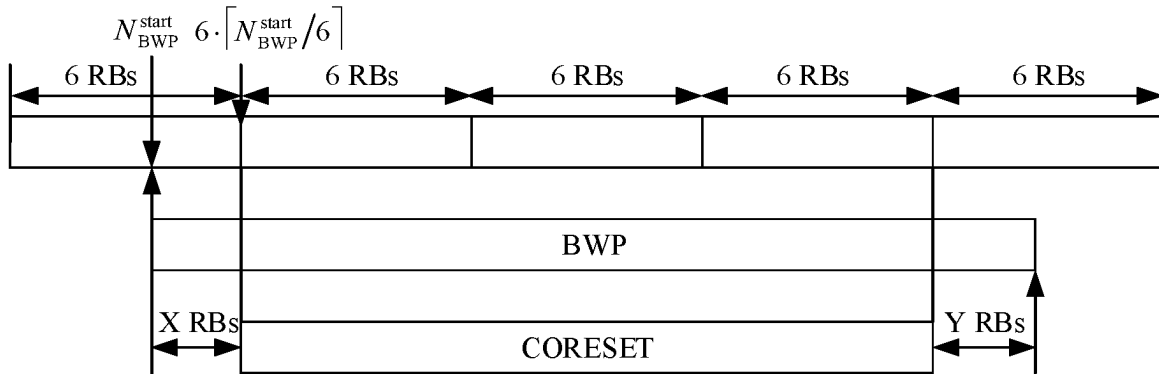 N_BWP^start 6·⌈N_BWP^start/6⌉
6 RBs 6 RBs 6 RBs 6 RBs 6 RBs
BWP
X RBs Y RBs
CORESET